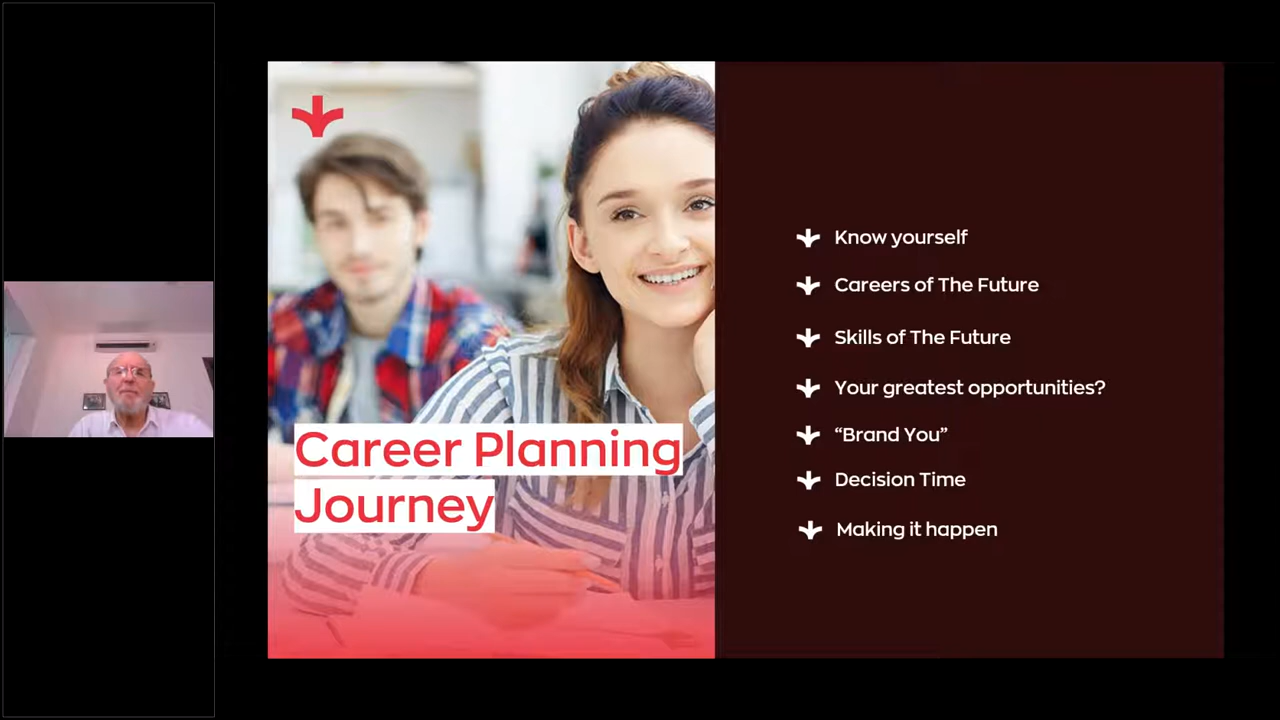 Career Planning
Journey
Know yourself
Careers of The Future
Skills of The Future
Your greatest opportunities?
“Brand You”
Decision Time
Making it happen